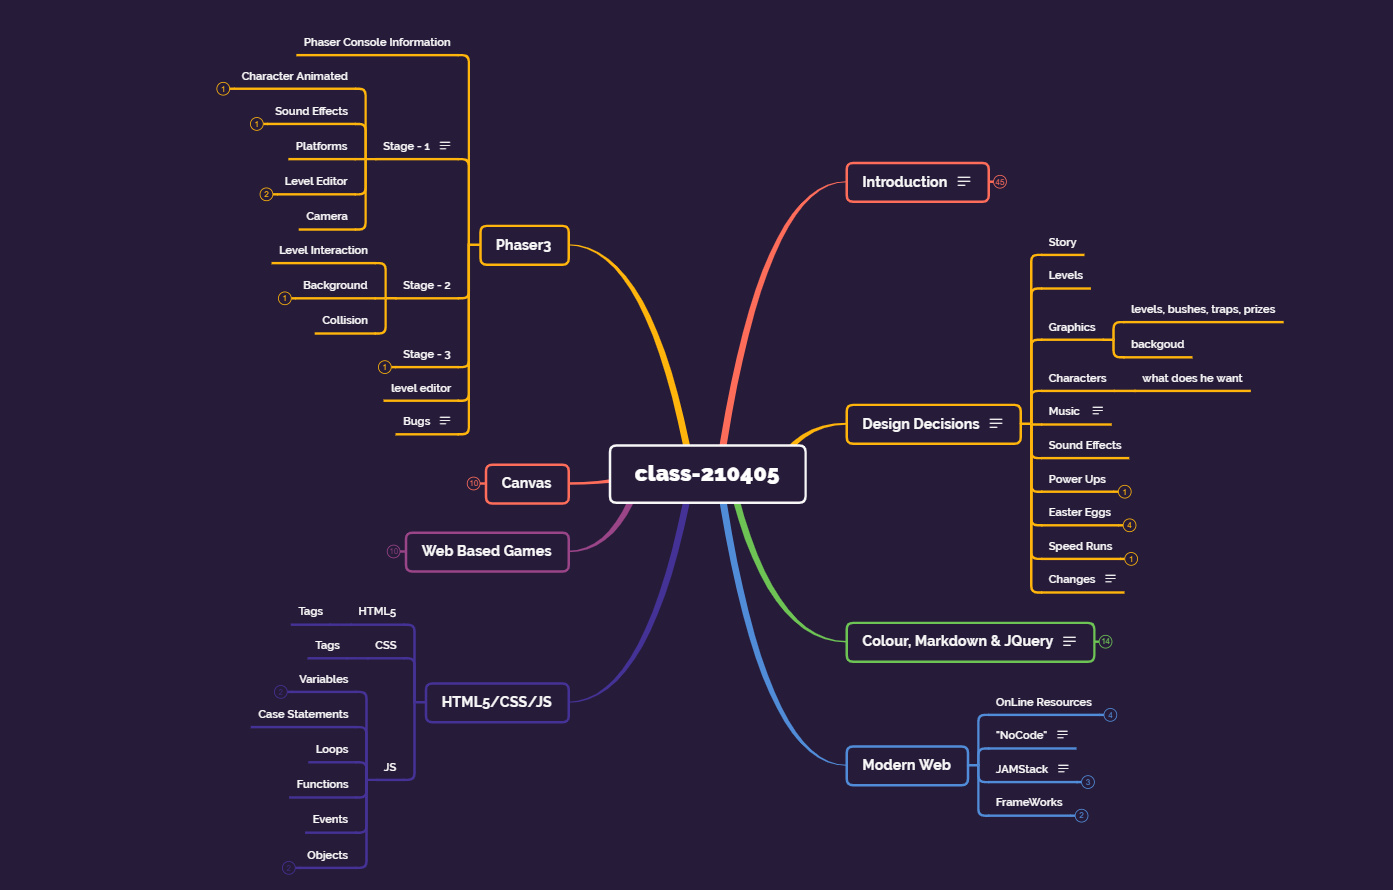 class-210405
Introduction
45
Design Decisions
Story
Levels
Graphics
levels, bushes, traps, prizes
backgoud
Characters
what does he want
Music
Sound Effects
Power Ups
1
Easter Eggs
4
Speed Runs
1
Changes
Colour, Markdown & JQuery
14
Modern Web
OnLine Resources
4
"NoCode"
JAMStack
3
FrameWorks
2
Phaser3
Phaser Console Information
Stage - 1
Character Animated
1
Sound Effects
1
Platforms
Level Editor
2
Camera
Stage - 2
Level Interaction
Background
1
Collision
Stage - 3
1
level editor
Bugs
Canvas
10
Web Based Games
10
HTML5/CSS/JS
HTML5
Tags
CSS
Tags
JS
Variables
2
Case Statements
Loops
Functions
Events
Objects
2